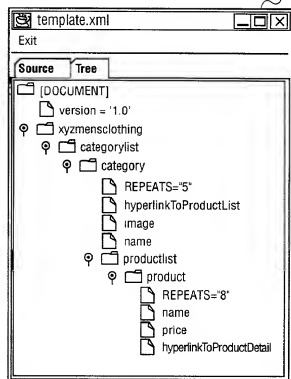 template.xml
Exit
Source Tree
[DOCUMENT]
version = '1.0'
xyzmensclothing
categorylist
category
REPEATS="5"
hyperlinkToProductList
image
name
productlist
product
REPEATS="8"
name
price
hyperlinkToProductDetail